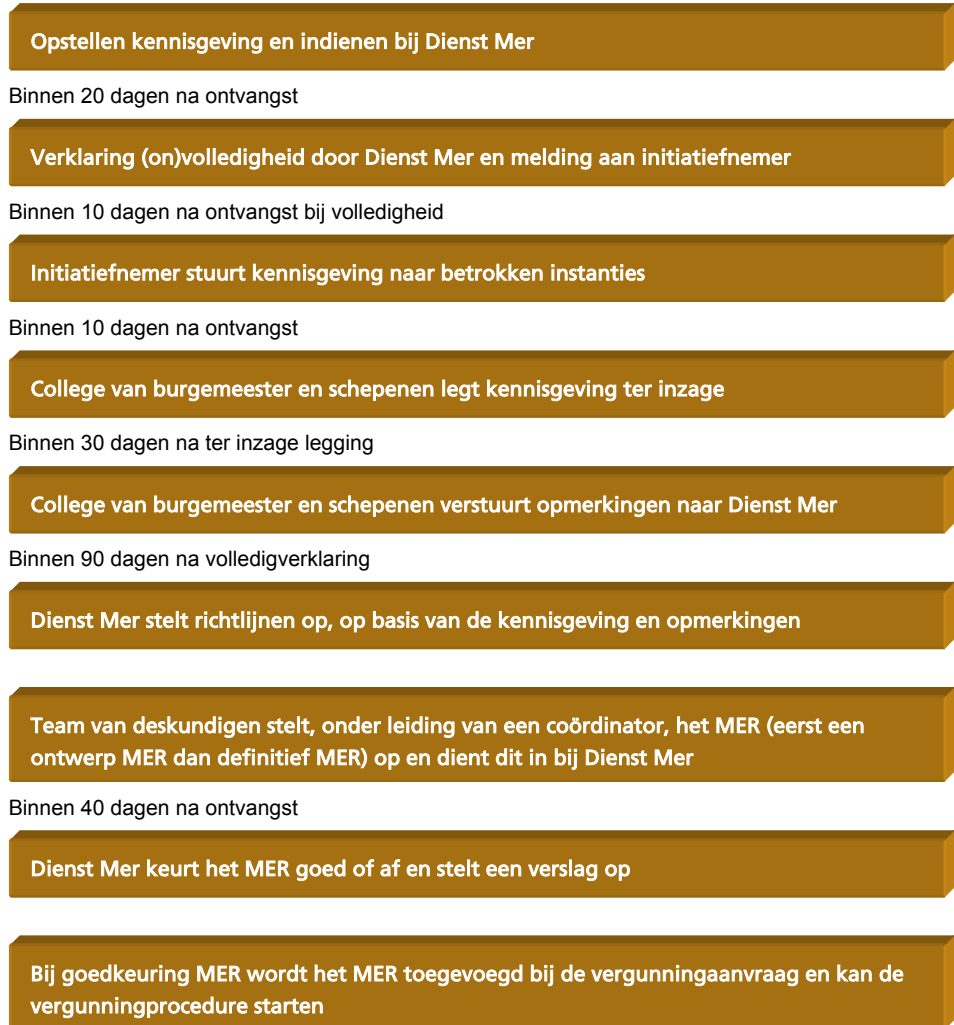 Opstellen kennisgeving en indienen bij Dienst Mer
Binnen 20 dagen na ontvangst
Verklaring (on)volledigheid door Dienst Mer en melding aan initiatiefnemer
Binnen 10 dagen na ontvangst bij volledigheid
Initiatiefnemer stuurt kennisgeving naar betrokken instanties
Binnen 10 dagen na ontvangst
College van burgemeester en schepenen legt kennisgeving ter inzage
Binnen 30 dagen na ter inzage legging
College van burgemeester en schepenen verstuurt opmerkingen naar Dienst Mer
Binnen 90 dagen na volledigverklaring
Dienst Mer stelt richtlijnen op, op basis van de kennisgeving en opmerkingen
Team van deskundigen stelt, onder leiding van een coördinator, het MER (eerst een
ontwerp MER dan definitief MER) op en dient dit in bij Dienst Mer
Binnen 40 dagen na ontvangst
Dienst Mer keurt het MER goed of af en stelt een verslag op
Bij goedkeuring MER wordt het MER toegevoegd bij de vergunningaanvraag en kan de
vergunningprocedure starten